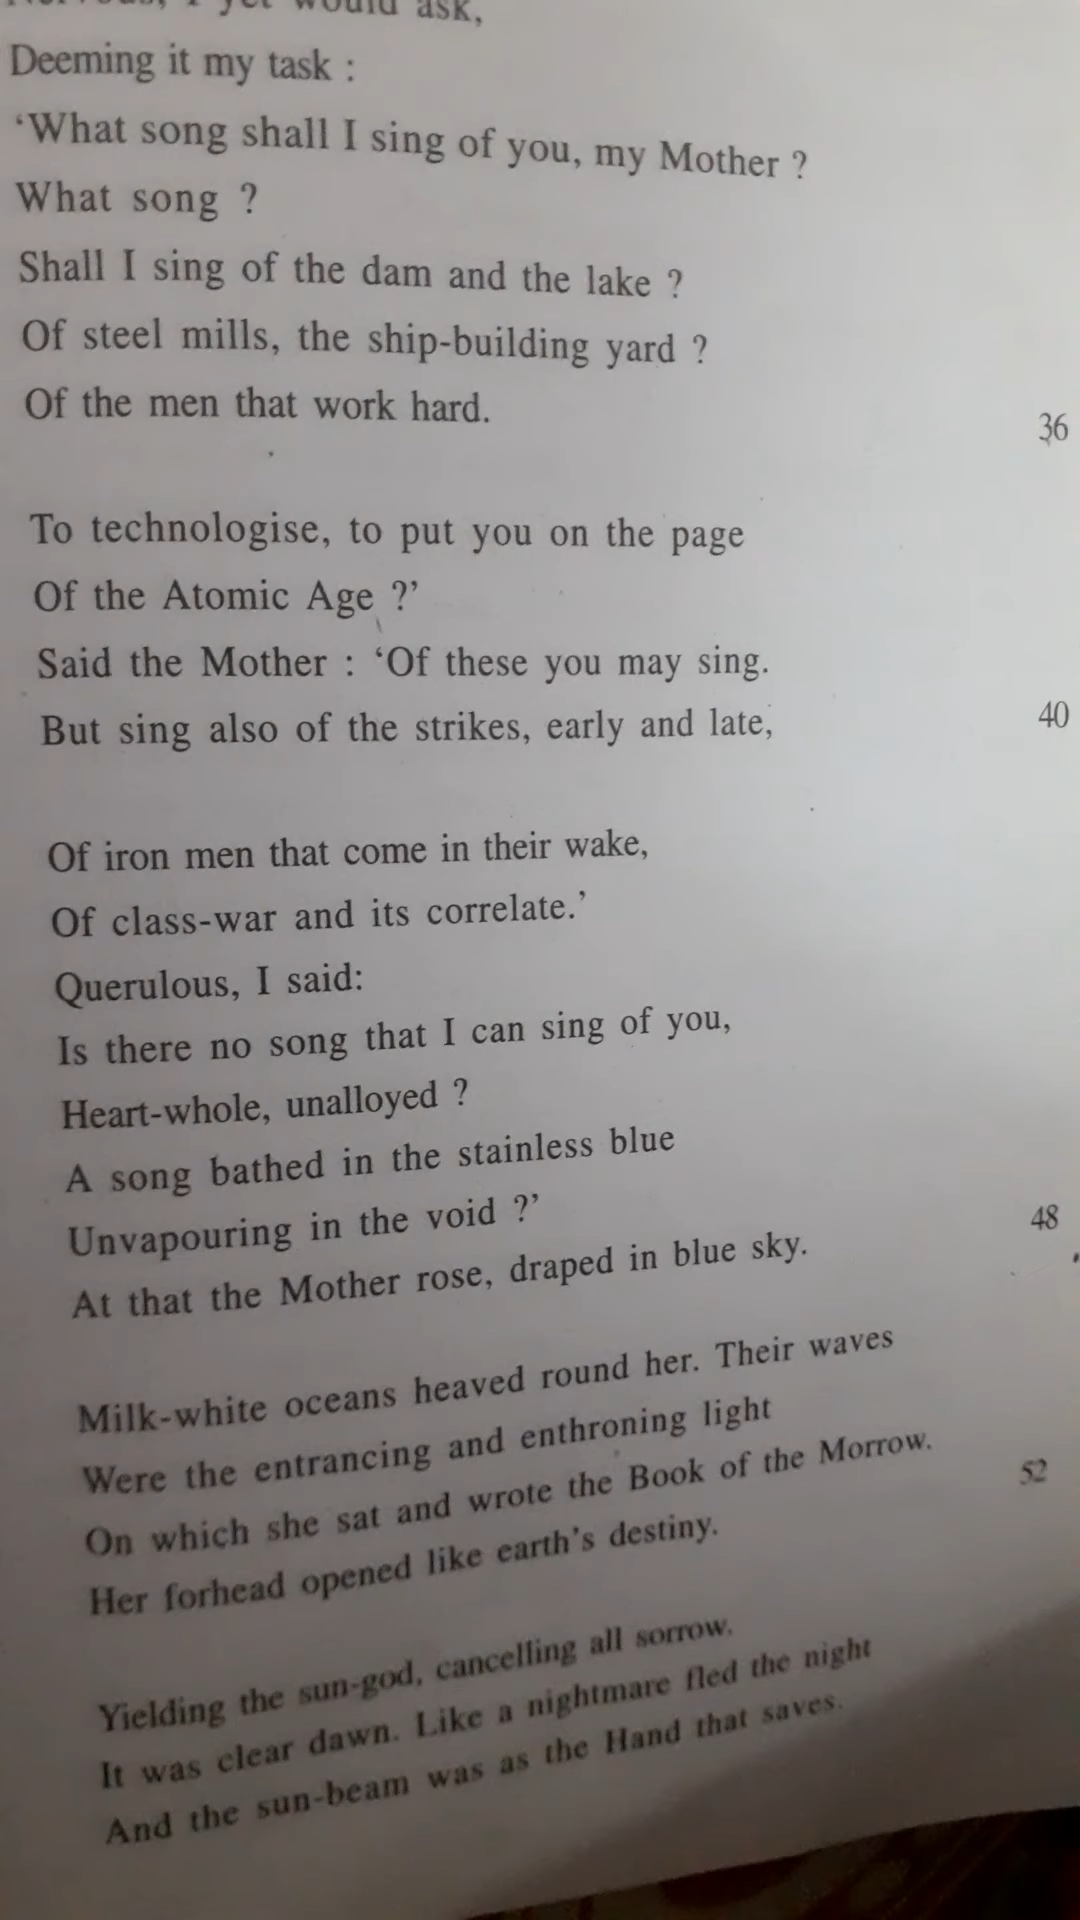 I yet would ask,
Deeming it my task :
‘What song shall I sing of you, my Mother ?
What song ?
Shall I sing of the dam and the lake ?
Of steel mills, the ship-building yard ?
Of the men that work hard.
36
To technologise, to put you on the page
Of the Atomic Age ?’
Said the Mother : ‘Of these you may sing.
But sing also of the strikes, early and late,
40
Of iron men that come in their wake,
Of class-war and its correlate.’
Querulous, I said:
Is there no song that I can sing of you,
Heart-whole, unalloyed ?
A song bathed in the stainless blue
Unvapouring in the void ?’
48
At that the Mother rose, draped in blue sky.
Milk-white oceans heaved round her. Their waves
Were the entrancing and enthroning light
On which she sat and wrote the Book of the Morrow.
52
Her forhead opened like earth’s destiny.
Yielding the sun-god, cancelling all sorrow.
It was clear dawn. Like a nightmare fled the night
And the sun-beam was as the Hand that saves.